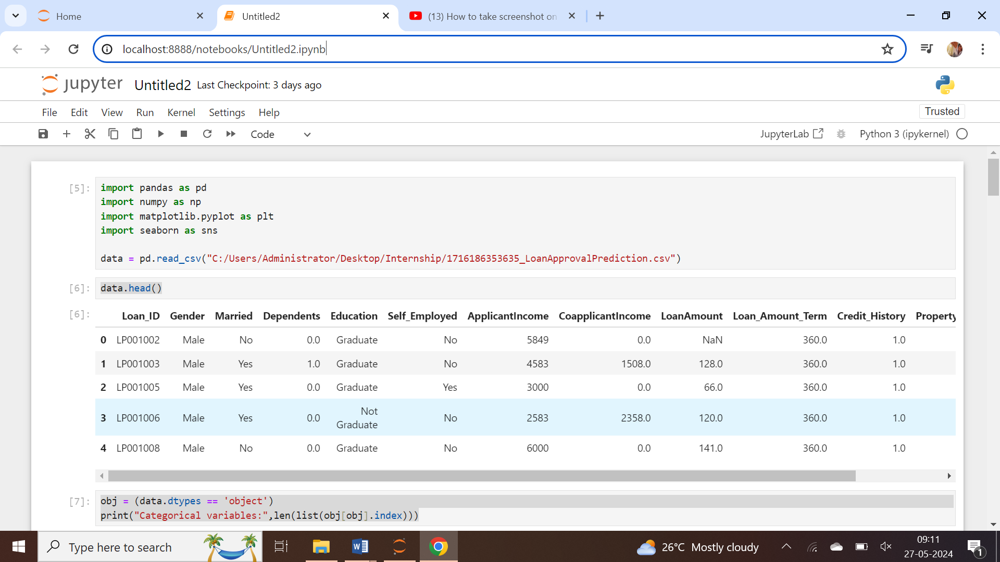 Home
Untitled2
(13) How to take screenshot on
localhost:8888/notebooks/Untitled2.ipynb
jupyter Untitled2 Last Checkpoint: 3 days ago
File Edit View Run Kernel Settings Help
Trusted
Code
JupyterLab
Python 3 (ipykernel)
[5]:
import pandas as pd
import numpy as np
import matplotlib.pyplot as plt
import seaborn as sns
data = pd.read_csv("C:/Users/Administrator/Desktop/Internship/1716186353635_LoanApprovalPrediction.csv")
[6]: data.head()
[6]:
Loan_ID Gender Married Dependents Education Self_Employed ApplicantIncome CoapplicantIncome LoanAmount Loan_Amount_Term Credit_History Property
0 LP001002 Male No 0.0 Graduate No 5849 0.0 NaN 360.0 1.0
1 LP001003 Male Yes 1.0 Graduate No 4583 1508.0 128.0 360.0 1.0
2 LP001005 Male Yes 0.0 Graduate Yes 3000 0.0 66.0 360.0 1.0
3 LP001006 Male Yes 0.0 Not Graduate No 2583 2358.0 120.0 360.0 1.0
4 LP001008 Male No 0.0 Graduate No 6000 0.0 141.0 360.0 1.0
[7]: obj = (data.dtypes == 'object')
print("Categorical variables:",len(list(obj[obj].index)))
Type here to search
26°C Mostly cloudy
09:11
27-05-2024
1